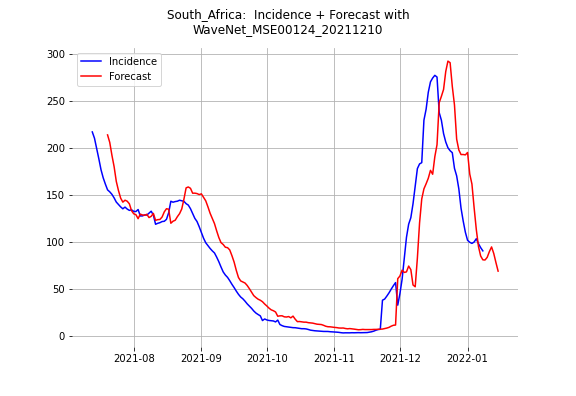 South_Africa:  Incidence + Forecast with
WaveNet_MSE00124_20211210
Incidence
Forecast
300
250
200
150
100
50
0
2021-08 2021-09 2021-10 2021-11 2021-12 2022-01